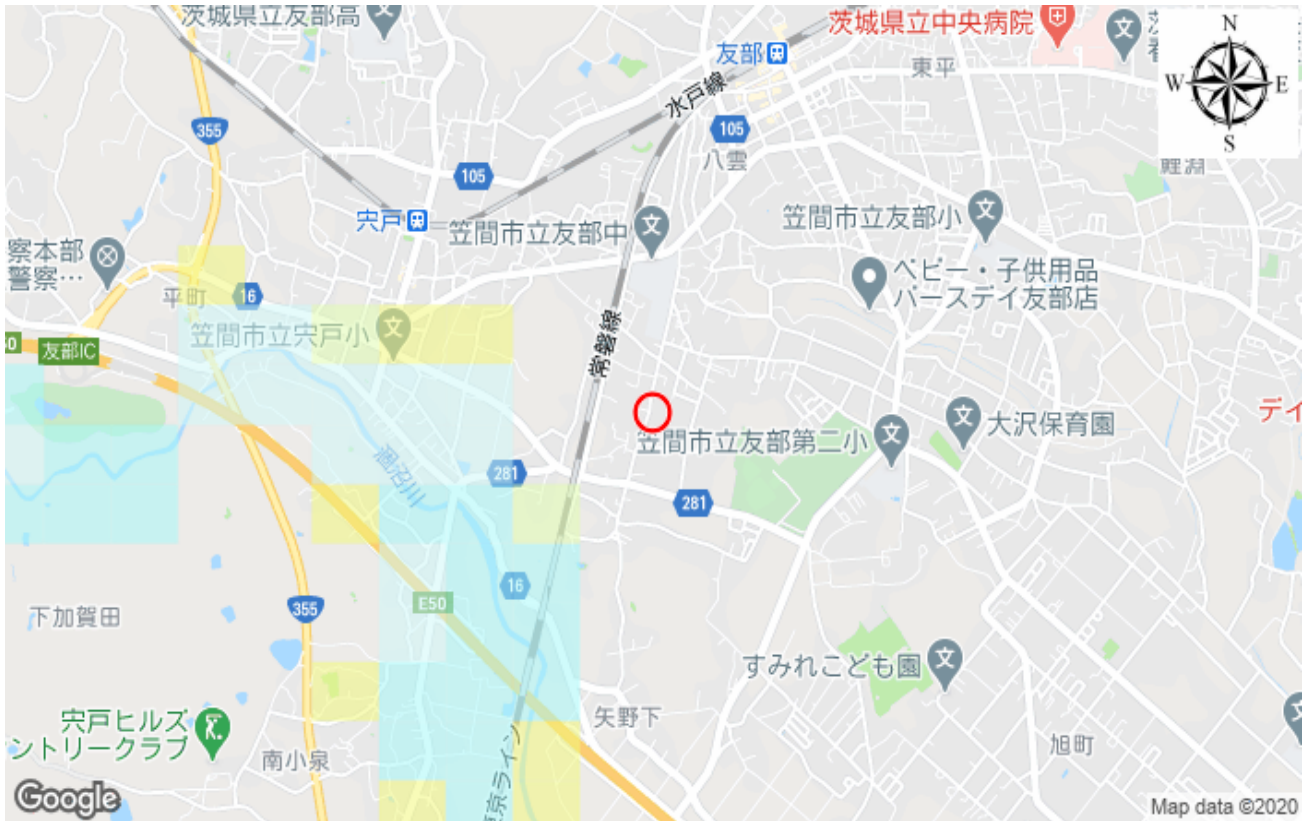 茨城県立友部高
茨城県立中央病院
友部
東平
水戸線
N
W
E
S
355
105
八雲
105
鯉淵
宍戸
笠間市立友部中
笠間市立友部小
察本部
警察…
ベビー・子供用品
バースデイ友部店
平町
16
笠間市立宍戸小
常磐線
友部IC
デイ
笠間市立友部第二小
大沢保育園
涸沼川
281
281
16
E50
355
下加賀田
すみれこども園
宍戸ヒルズ
ントリークラブ
矢野下
南小泉
旭町
京ライン
Google
Map data ©2020